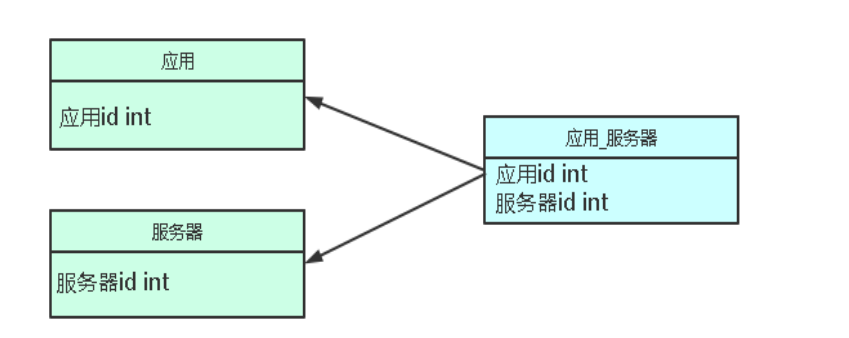 应用
应用id int
服务器
服务器id int
应用_服务器
应用id int
服务器id int